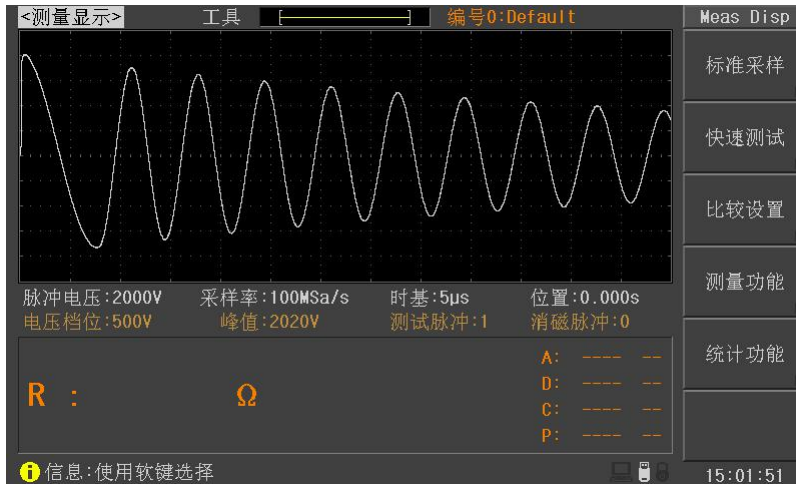 <测量显示> 工具 [ ] 编号0:Default Meas Disp
标准采样
快速测试
比较设置
测量功能
统计功能
脉冲电压:2000V 采样率:100MSa/s 时基:5μs 位置:0.000s
电压档位:500V 峰值:2020V 测试脉冲:1 消磁脉冲:0
R : Ω
A: ---- --
D: ---- --
C: ---- --
P: ---- --
信息:使用软键选择
15:01:51